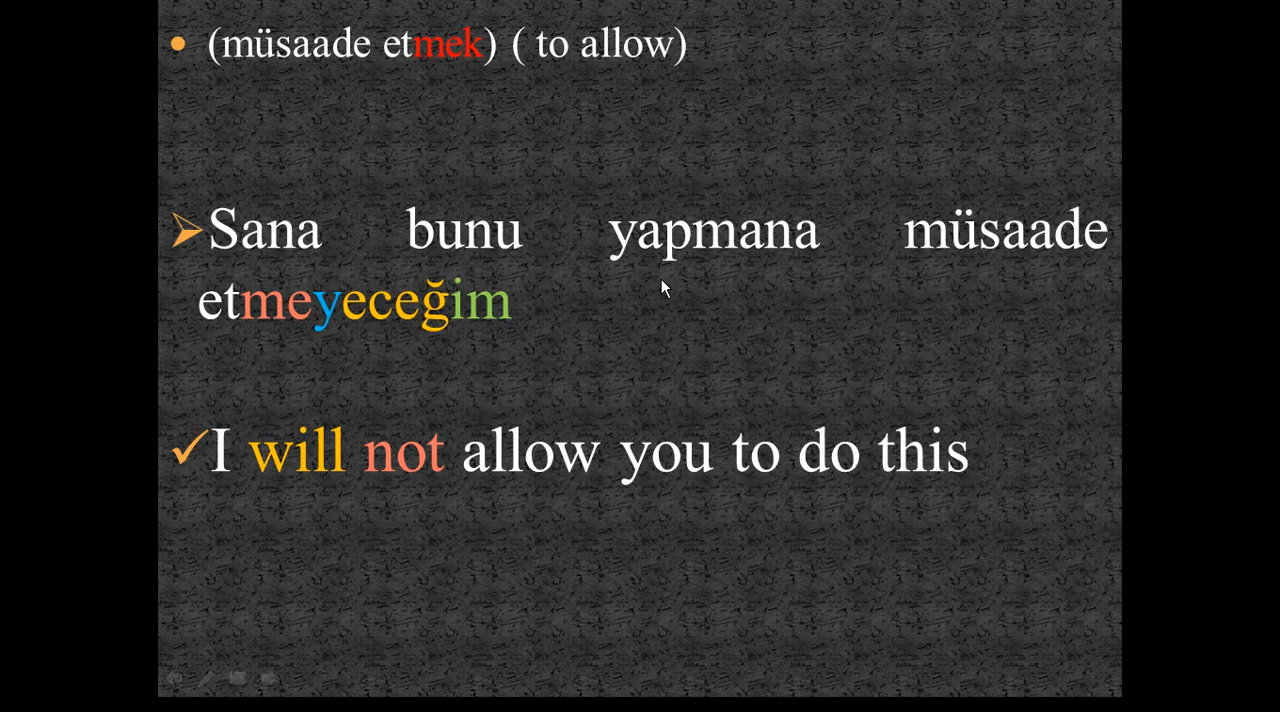 (müsaade etmek) ( to allow)
Sana bunu yapmana müsaade
etmeyeceğim
I will not allow you to do this